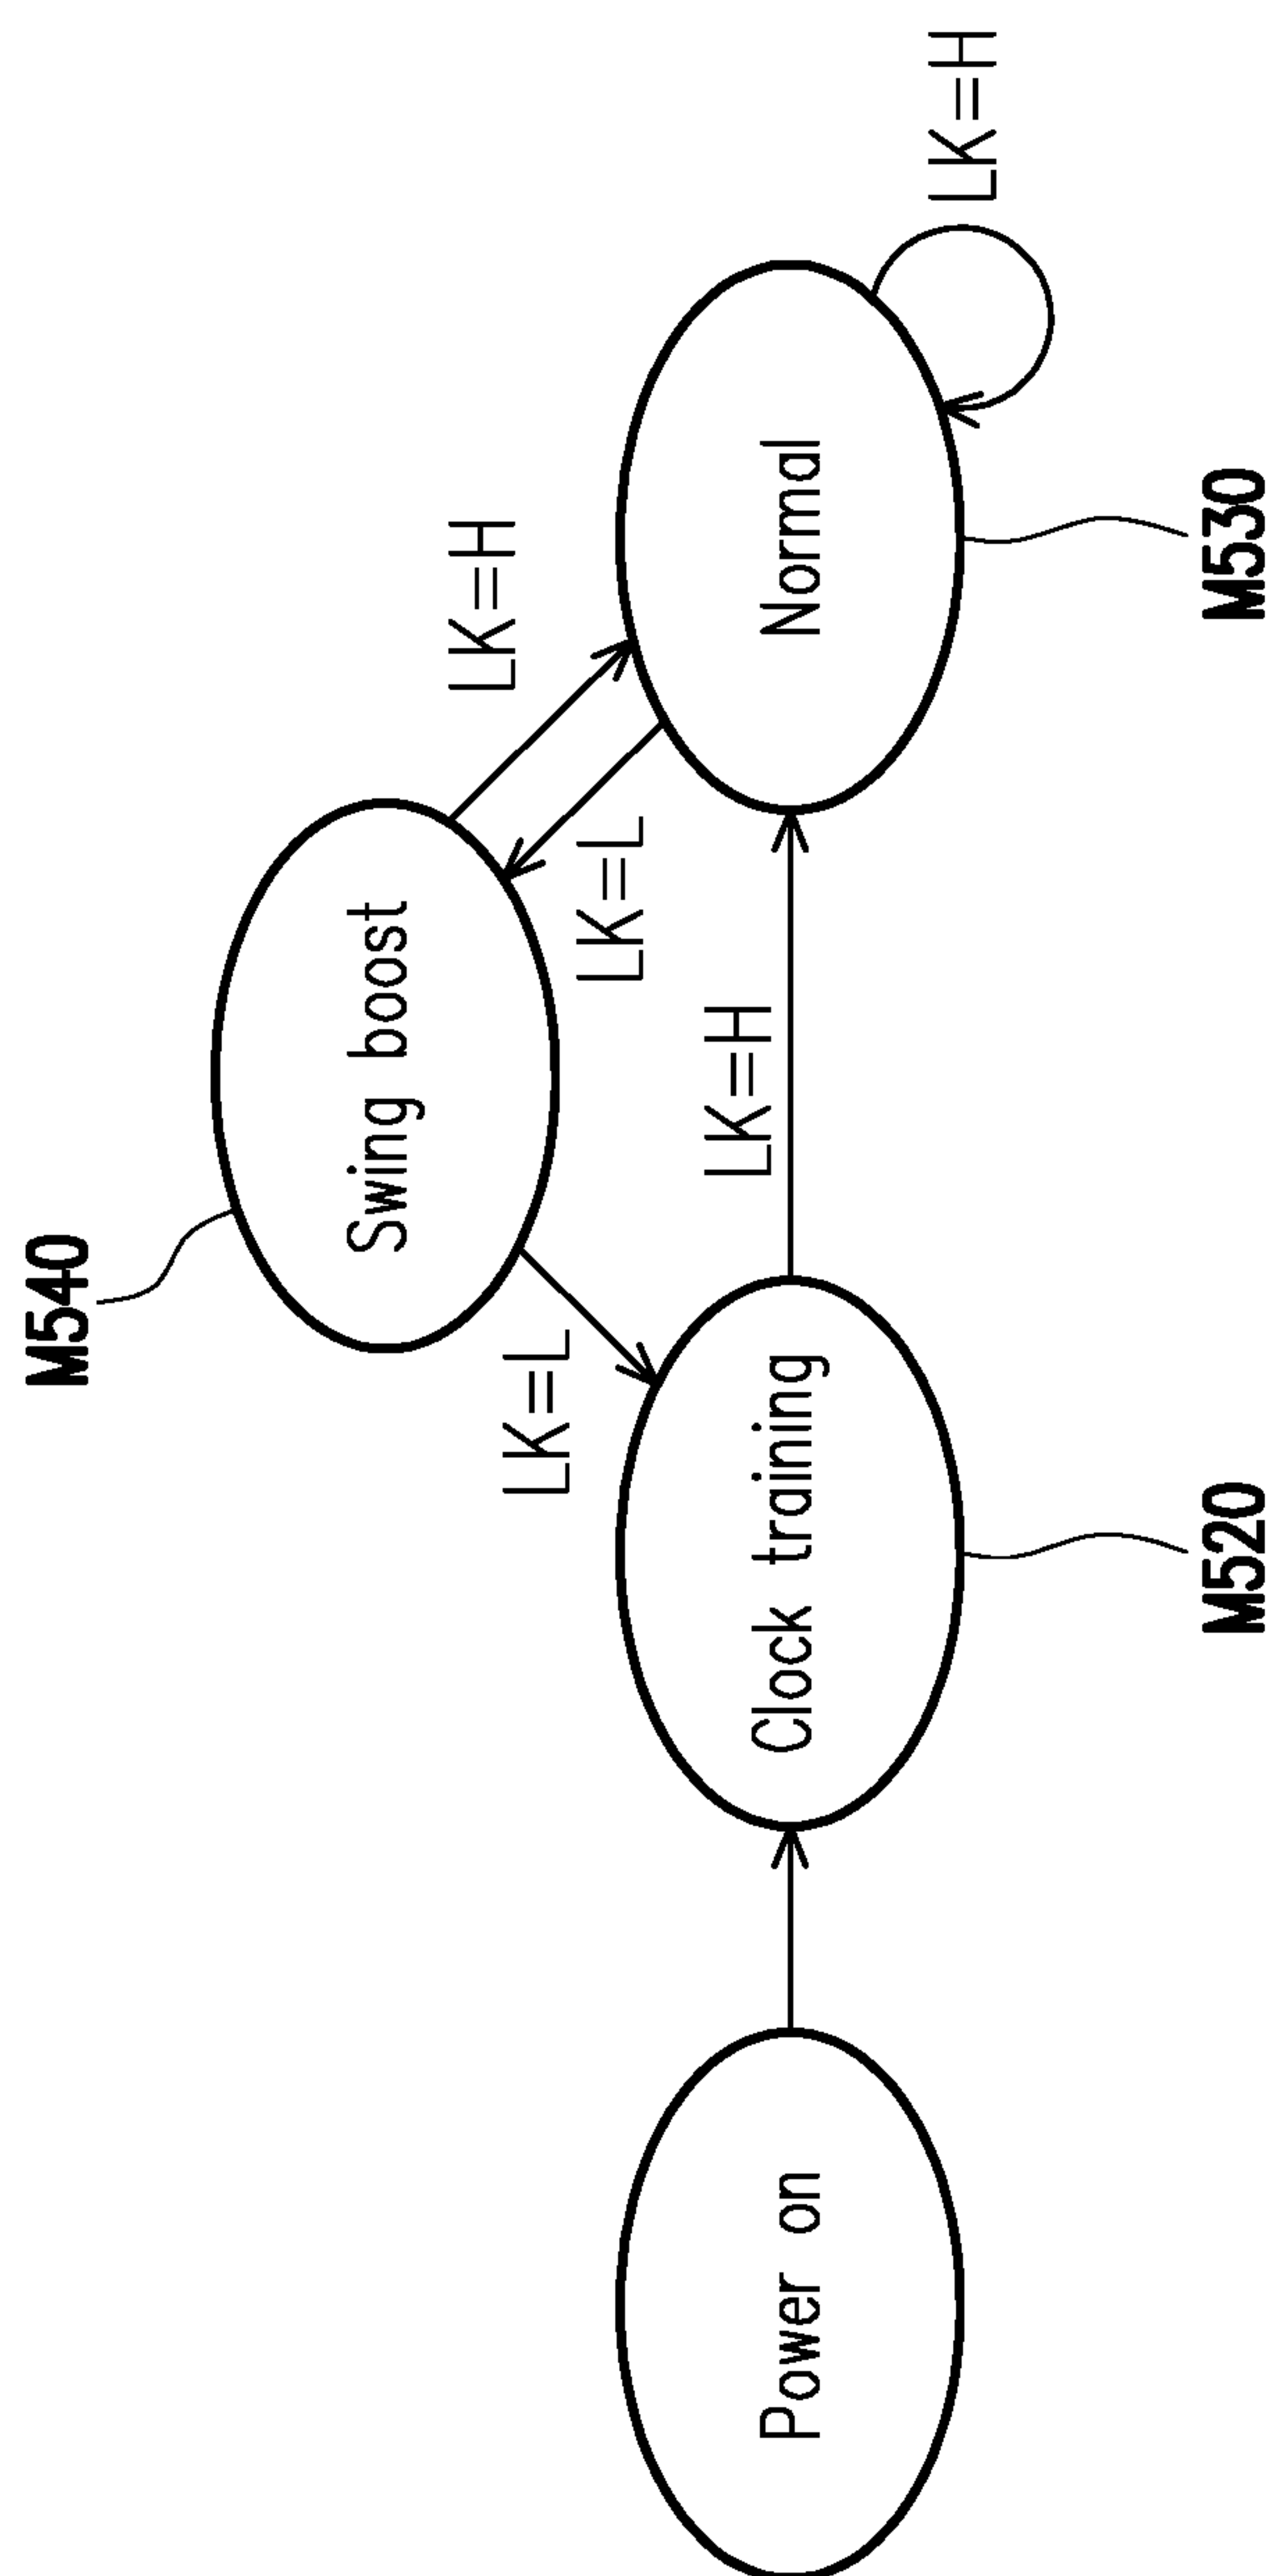 M540
Swing boost
LK=H
LK=L
LK=L
LK=H
LK=H
Power on
Clock training
Normal
M520
M530